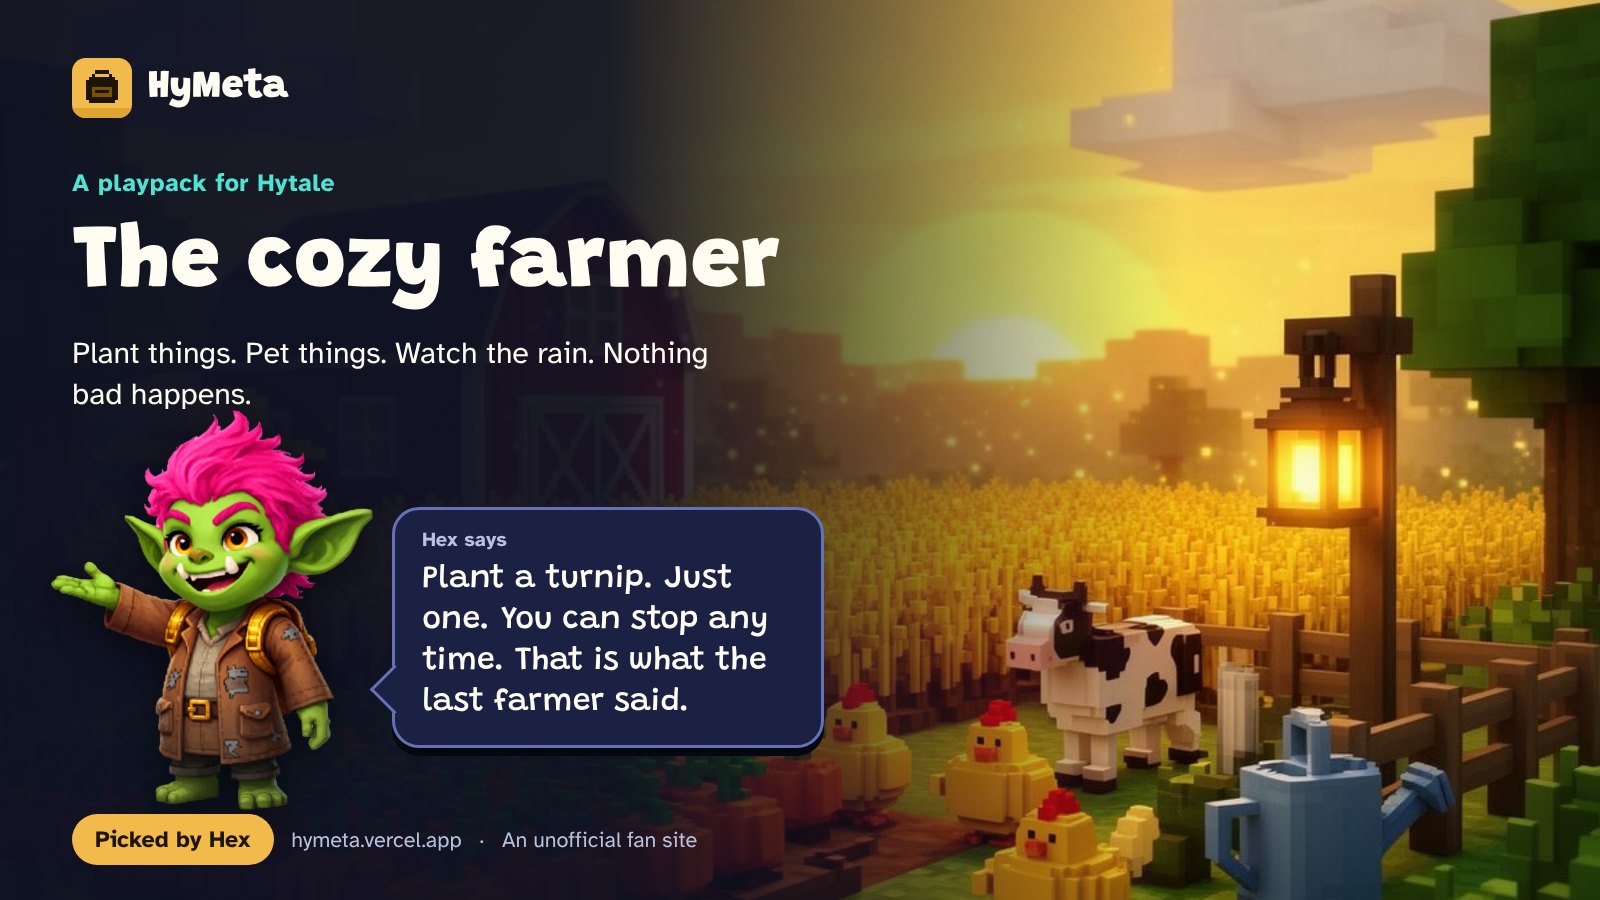 HyMeta
A playpack for Hytale
The cozy farmer
Plant things. Pet things. Watch the rain. Nothing
bad happens.
Hex says
Plant a turnip. Just
one. You can stop any
time. That is what the
last farmer said.
Picked by Hex
hymeta.vercel.app · An unofficial fan site